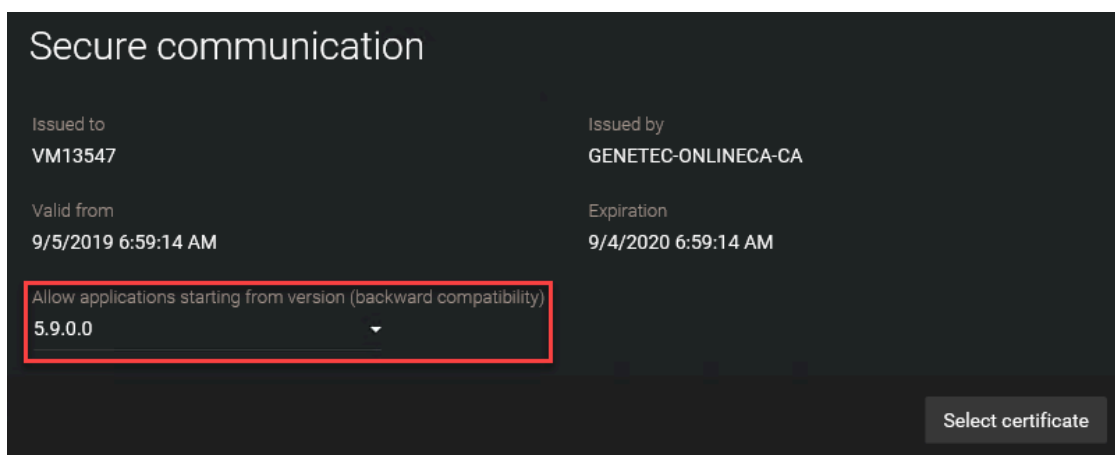 Secure communication
Issued to
Issued by
VM13547
GENETEC-ONLINECA-CA
Valid from
Expiration
9/5/2019 6:59:14 AM
9/4/2020 6:59:14 AM
Allow applications starting from version (backward compatibility)
5.9.0.0
Select certificate